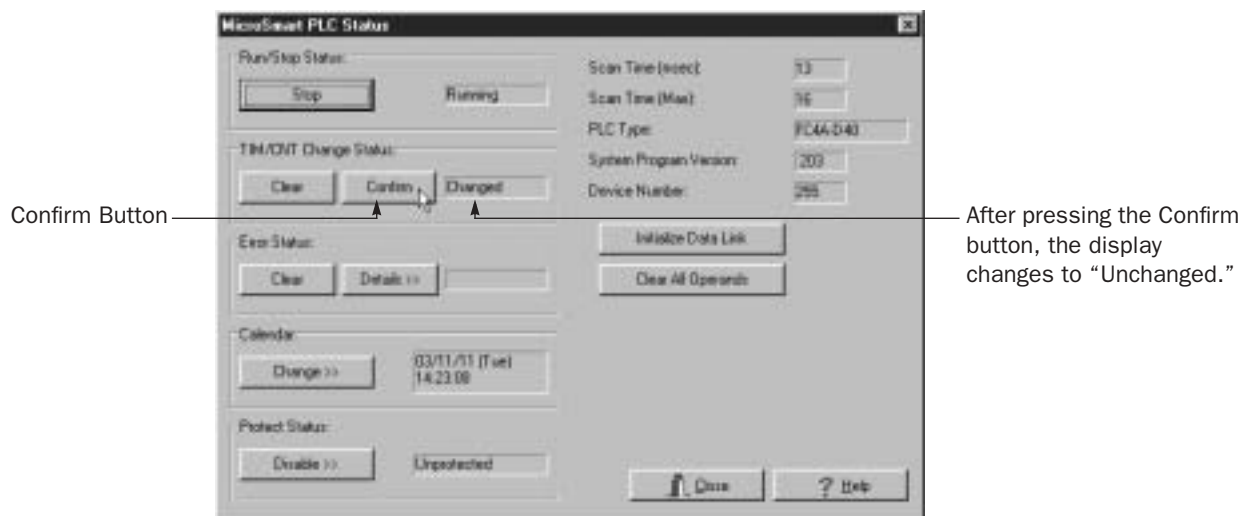 MicroSmart PLC Status
Run/Stop Status:
Stop
Running
TIM/CNT Change Status:
Clear
Confirm
Changed
Error Status:
Clear
Details >>
Calendar
Change >>
03/11/11 (Tue)
14:23:08
Protect Status:
Disable >>
Unprotected
Scan Time (msec):
13
Scan Time (Max):
16
PLC Type:
FC4A-D40
System Program Version:
203
Device Number:
255
Initialize Data Link
Clear All Operands
Close
? Help
Confirm Button
After pressing the Confirm
button, the display
changes to “Unchanged.”